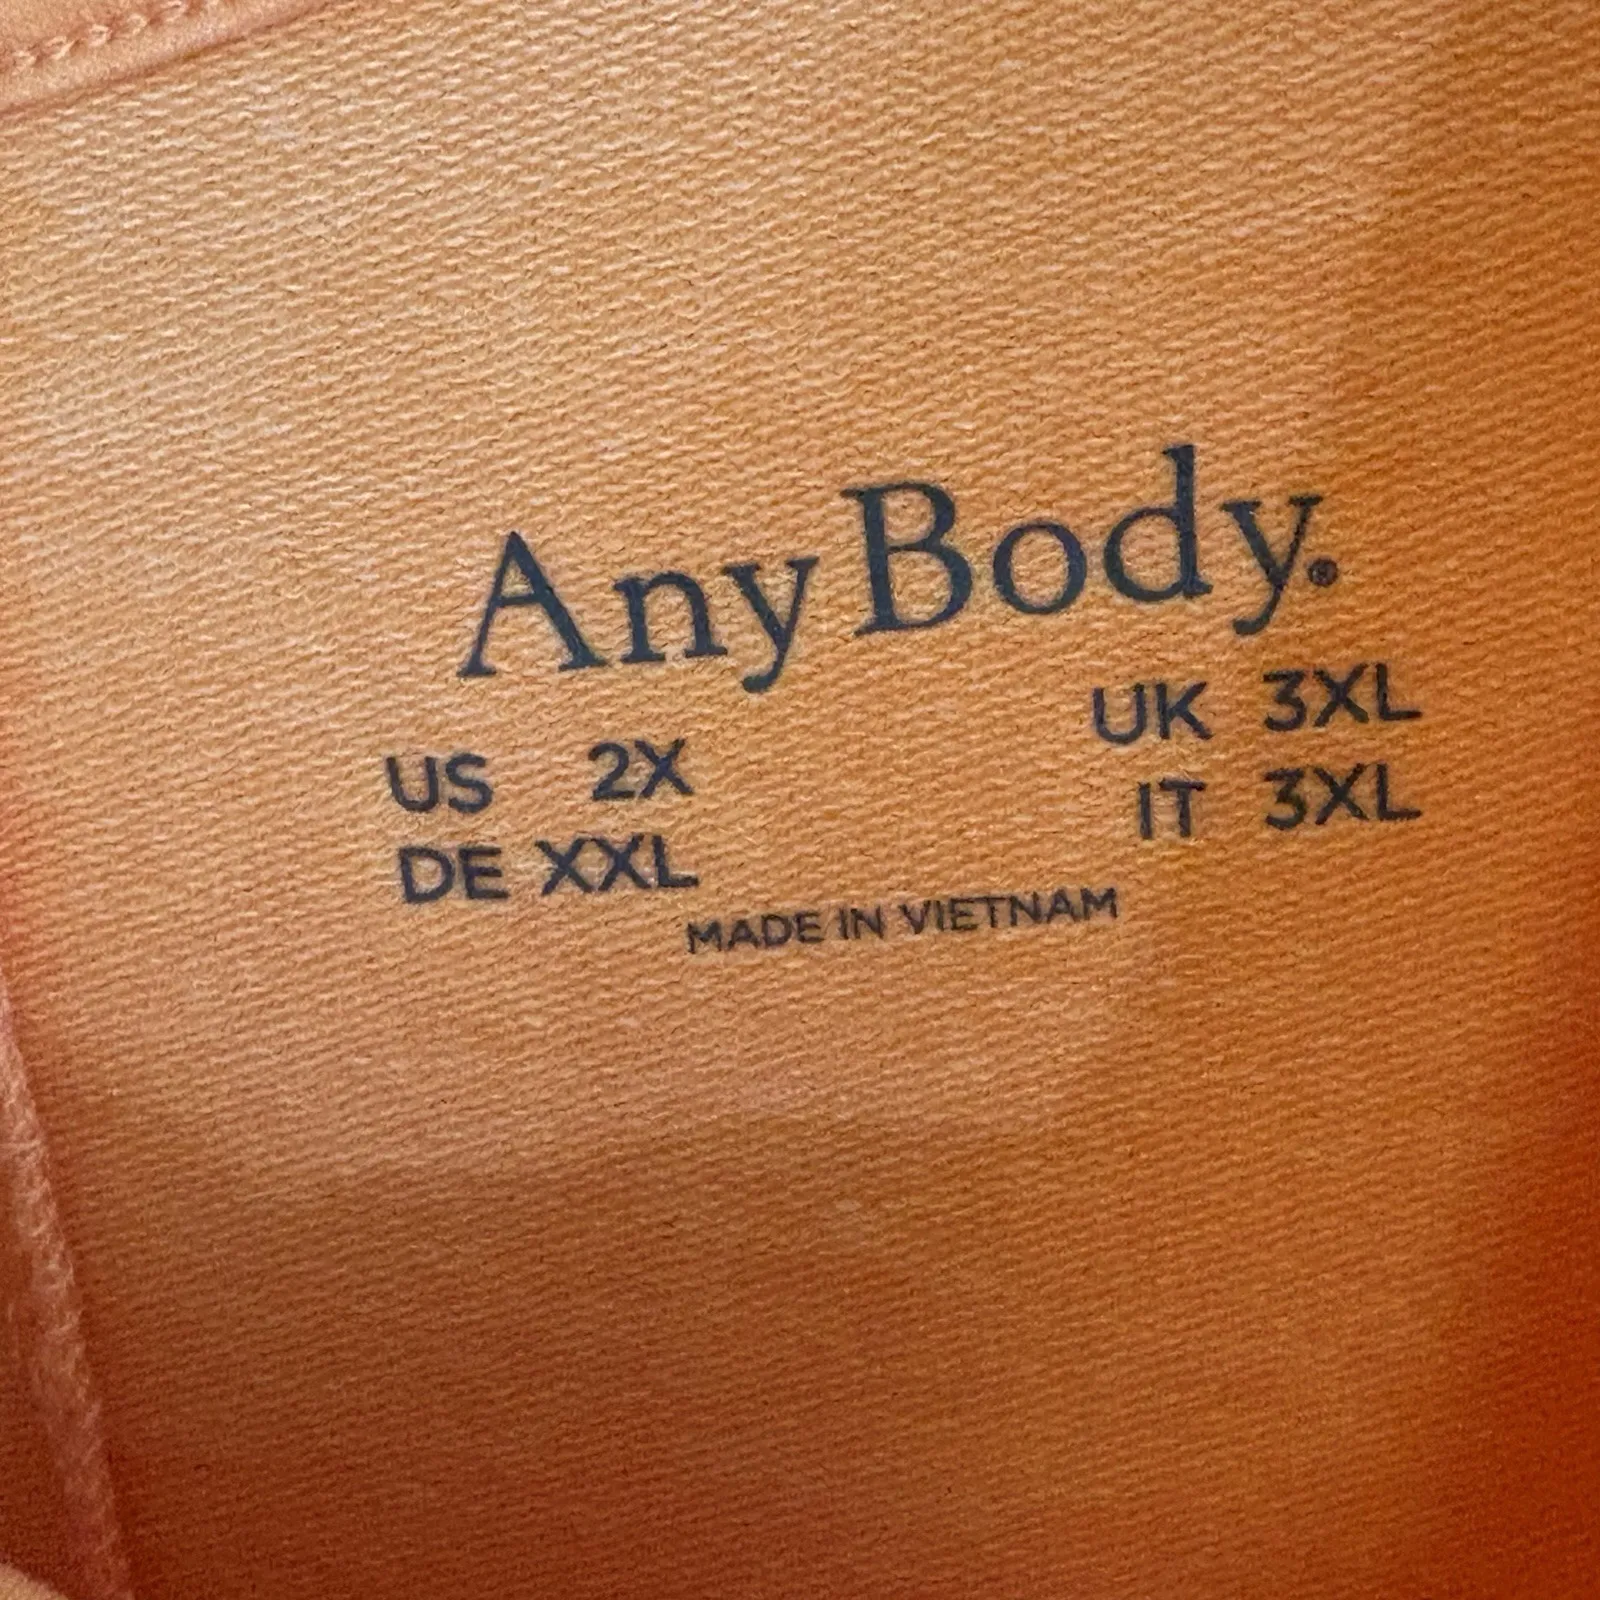 AnyBody®
US 2X UK 3XL
DE XXL IT 3XL
MADE IN VIETNAM